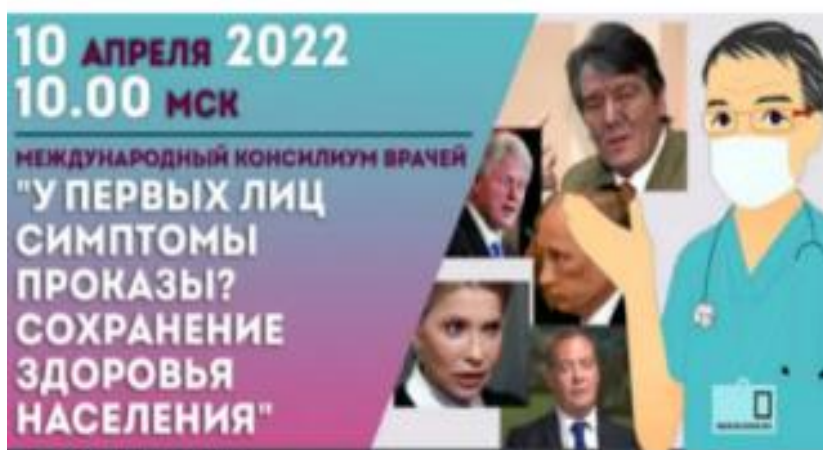 10 АПРЕЛЯ 2022
10.00 МСК
МЕЖДУНАРОДНЫЙ КОНСИЛИУМ ВРАЧЕЙ
"У ПЕРВЫХ ЛИЦ
СИМПТОМЫ
ПРОКАЗЫ?
СОХРАНЕНИЕ
ЗДОРОВЬЯ
НАСЕЛЕНИЯ"